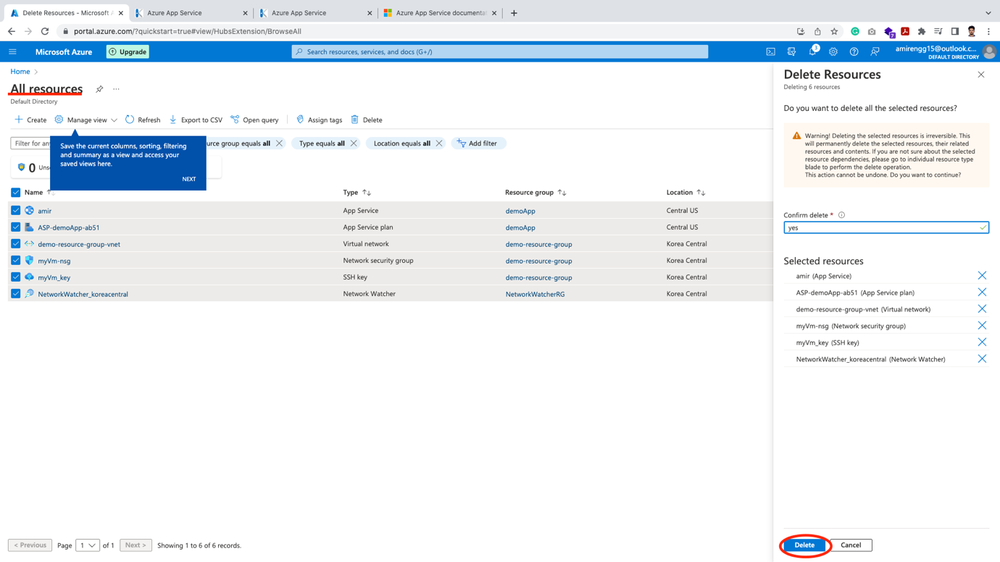 Delete Resources - Microsoft A
Azure App Service
Azure App Service
Azure App Service documentat
portal.azure.com/?quickstart=true#view/HubsExtension/BrowseAll
7
Microsoft Azure
Upgrade
Search resources, services, and docs (G+/)
3
amirengg15@outlook.c...
DEFAULT DIRECTORY
Home
All resources
...
Default Directory
Create
Manage view
Refresh
Export to CSV
Open query
Assign tags
Delete
Filter for any
urce group equals all
Type equals all
Location equals all
Add filter
Save the current columns, sorting, filtering
and summary as a view and access your
saved views here.
NEXT
0 Unse
Name
Type
Resource group
Location
amir
App Service
demoApp
Central US
ASP-demoApp-ab51
App Service plan
demoApp
Central US
demo-resource-group-vnet
Virtual network
demo-resource-group
Korea Central
myVm-nsg
Network security group
demo-resource-group
Korea Central
myVm_key
SSH key
demo-resource-group
Korea Central
NetworkWatcher_koreacentral
Network Watcher
NetworkWatcherRG
Korea Central
< Previous
Page
1
of 1
Next >
Showing 1 to 6 of 6 records.
Delete Resources
Deleting 6 resources
Do you want to delete all the selected resources?
Warning! Deleting the selected resources is irreversible. This
will permanently delete the selected resources, their related
resources and contents. If you are not sure about the selected
resource dependencies, please go to individual resource type
blade to perform the delete operation.
This action cannot be undone. Do you want to continue?
Confirm delete *
yes
Selected resources
amir (App Service)
ASP-demoApp-ab51 (App Service plan)
demo-resource-group-vnet (Virtual network)
myVm-nsg (Network security group)
myVm_key (SSH key)
NetworkWatcher_koreacentral (Network Watcher)
Delete
Cancel